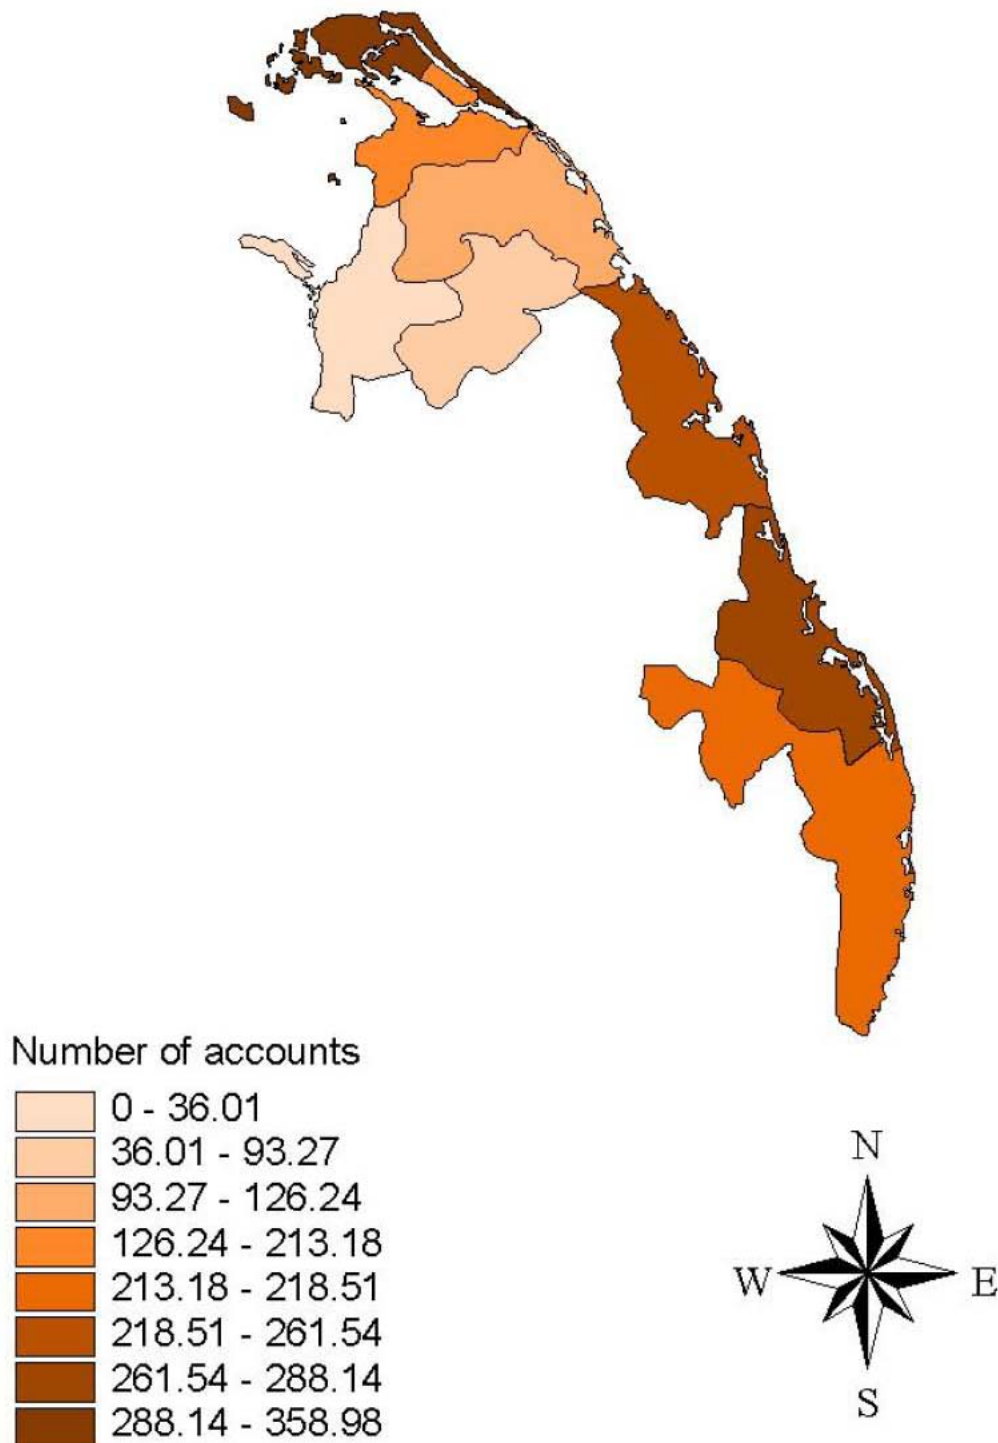 Number of accounts
0 - 36.01
36.01 - 93.27
93.27 - 126.24
126.24 - 213.18
213.18 - 218.51
218.51 - 261.54
261.54 - 288.14
288.14 - 358.98
N
W E
S